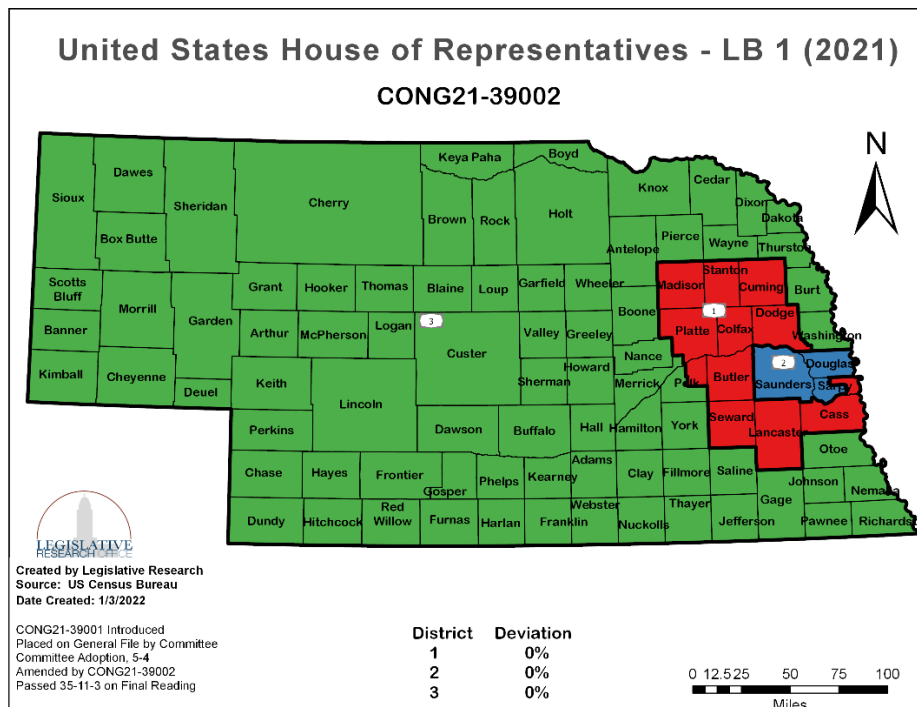 United States House of Representatives - LB 1 (2021)
CONG21-39002
N
Keya Paha
Boyd
Dawes
Sioux
Sheridan
Cherry
Knox
Cedar
Dixon
Dakota
Brown
Rock
Holt
Box Butte
Antelope
Pierce
Wayne
Thurston
Scotts
Bluff
Morrill
Garden
Grant
Hooker
Thomas
Blaine
Loup
Garfield
Wheeler
Madison
Stanton
Cuming
Burt
Banner
Arthur
McPherson
Logan
3
Custer
Valley
Greeley
Boone
1
Platte
Colfax
Dodge
Washington
Kimball
Cheyenne
Deuel
Keith
Lincoln
Sherman
Howard
Nance
Merrick
Polk
Butler
2
Saunders
Douglas
Sarpy
Perkins
Dawson
Buffalo
Hall
Hamilton
York
Seward
Lancaster
Cass
Otoe
Chase
Hayes
Frontier
Gosper
Phelps
Kearney
Adams
Clay
Fillmore
Saline
Gage
Johnson
Nemaha
Dundy
Hitchcock
Red
Willow
Furnas
Harlan
Franklin
Webster
Nuckolls
Thayer
Jefferson
Pawnee
Richardson
LEGISLATIVE
RESEARCH OFFICE
Created by Legislative Research
Source: US Census Bureau
Date Created: 1/3/2022
CONG21-39001 Introduced
Placed on General File by Committee
Committee Adoption, 5-4
Amended by CONG21-39002
Passed 35-11-3 on Final Reading
District Deviation
1 0%
2 0%
3 0%
0 12.5 25 50 75 100
Miles